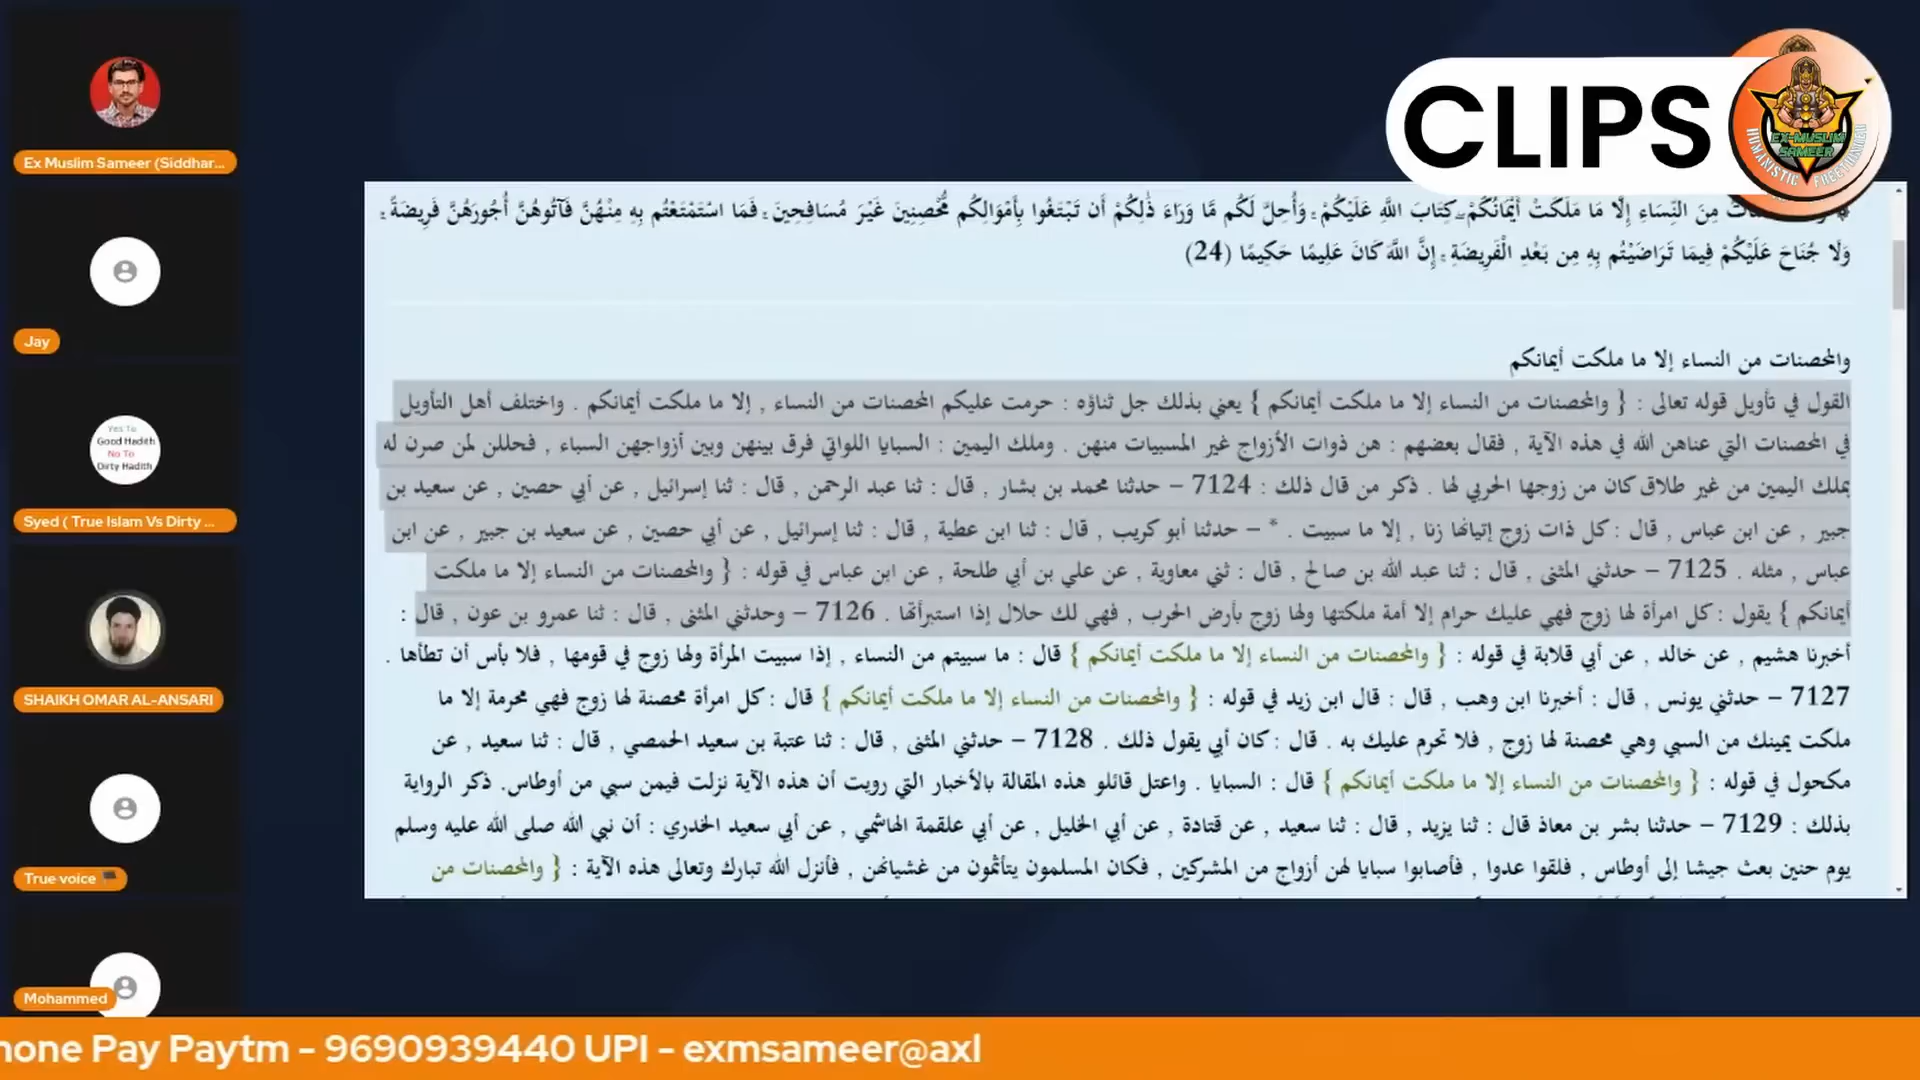 CLIPS
HUMANISTIC FREETHINKER
EX-MUSLIM
SAMEER
Ex Muslim Sameer (Siddhar...
Jay
Yes To
Good Hadith
No To
Dirty Hadith
Syed ( True Islam Vs Dirty ...
SHAIKH OMAR AL-ANSARI
True voice
Mohammed
مِنَ النِّسَاءِ إِلَّا مَا مَلَكَتْ أَيْمَانُكُمْ ۖ كِتَابَ اللَّهِ عَلَيْكُمْ ۚ وَأُحِلَّ لَكُم مَّا وَرَاءَ ذَٰلِكُمْ أَن تَبْتَغُوا بِأَمْوَالِكُم مُّحْصِنِينَ غَيْرَ مُسَافِحِينَ ۚ فَمَا اسْتَمْتَعْتُم بِهِ مِنْهُنَّ فَآتُوهُنَّ أُجُورَهُنَّ فَرِيضَةً ۚ
وَلَا جُنَاحَ عَلَيْكُمْ فِيمَا تَرَاضَيْتُم بِهِ مِن بَعْدِ الْفَرِيضَةِ ۚ إِنَّ اللَّهَ كَانَ عَلِيمًا حَكِيمًا (24)
والمحصنات من النساء إلا ما ملكت أيمانكم
القول في تأويل قوله تعالى : { والمحصنات من النساء إلا ما ملكت أيمانكم } يعني بذلك جل ثناؤه : حرمت عليكم المحصنات من النساء , إلا ما ملكت أيمانكم . واختلف أهل التأويل
في المحصنات التي عناهن الله في هذه الآية , فقال بعضهم : هن ذوات الأزواج غير المسبيات منهن . وملك اليمين : السبايا اللواتي فرق بينهن وبين أزواجهن السباء , فحللن لمن صرن له
بملك اليمين من غير طلاق كان من زوجها الحربي لها . ذكر من قال ذلك : 7124 - حدثنا محمد بن بشار , قال : ثنا عبد الرحمن , قال : ثنا إسرائيل , عن أبي حصين , عن سعيد بن
جبير , عن ابن عباس , قال : كل ذات زوج إتيانها زنا , إلا ما سبيت . * - حدثنا أبو كريب , قال : ثنا ابن عطية , قال : ثنا إسرائيل , عن أبي حصين , عن سعيد بن جبير , عن ابن
عباس , مثله . 7125 - حدثني المثنى , قال : ثنا عبد الله بن صالح , قال : ثني معاوية , عن علي بن أبي طلحة , عن ابن عباس في قوله : { والمحصنات من النساء إلا ما ملكت
أيمانكم } يقول : كل امرأة لها زوج فهي عليك حرام إلا أمة ملكتها ولها زوج بأرض الحرب , فهي لك حلال إذا استبرأتها . 7126 - وحدثني المثنى , قال : ثنا عمرو بن عون , قال :
أخبرنا هشيم , عن خالد , عن أبي قلابة في قوله : { والمحصنات من النساء إلا ما ملكت أيمانكم } قال : ما سبيتم من النساء , إذا سبيت المرأة ولها زوج في قومها , فلا بأس أن تطأها .
7127 - حدثني يونس , قال : أخبرنا ابن وهب , قال : قال ابن زيد في قوله : { والمحصنات من النساء إلا ما ملكت أيمانكم } قال : كل امرأة محصنة لها زوج فهي محرمة إلا ما
ملكت يمينك من السبي وهي محصنة لها زوج , فلا تحرم عليك به . قال : كان أبي يقول ذلك . 7128 - حدثني المثنى , قال : ثنا عتبة بن سعيد الحمصي , قال : ثنا سعيد , عن
مكحول في قوله : { والمحصنات من النساء إلا ما ملكت أيمانكم } قال : السبايا . واعتل قائلو هذه المقالة بالأخبار التي رويت أن هذه الآية نزلت فيمن سبي من أوطاس. ذكر الرواية
بذلك : 7129 - حدثنا بشر بن معاذ قال : ثنا يزيد , قال : ثنا سعيد , عن قتادة , عن أبي الخليل , عن أبي علقمة الهاشمي , عن أبي سعيد الخدري : أن نبي الله صلى الله عليه وسلم
يوم حنين بعث جيشا إلى أوطاس , فلقوا عدوا , فأصابوا سبايا لهن أزواج من المشركين , فكان المسلمون يتأثمون من غشيانهن , فأنزل الله تبارك وتعالى هذه الآية : { والمحصنات من
hone Pay Paytm - 9690939440 UPI - exmsameer@axl